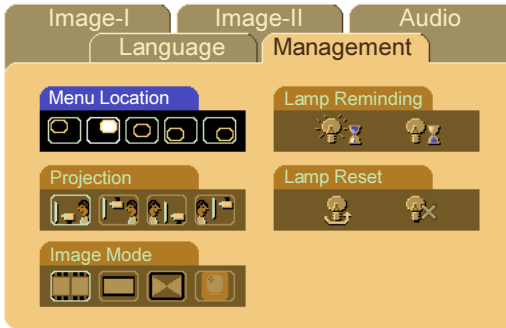 Image-I Image-II Audio
Language Management
Menu Location Lamp Reminding
Projection Lamp Reset
Image Mode